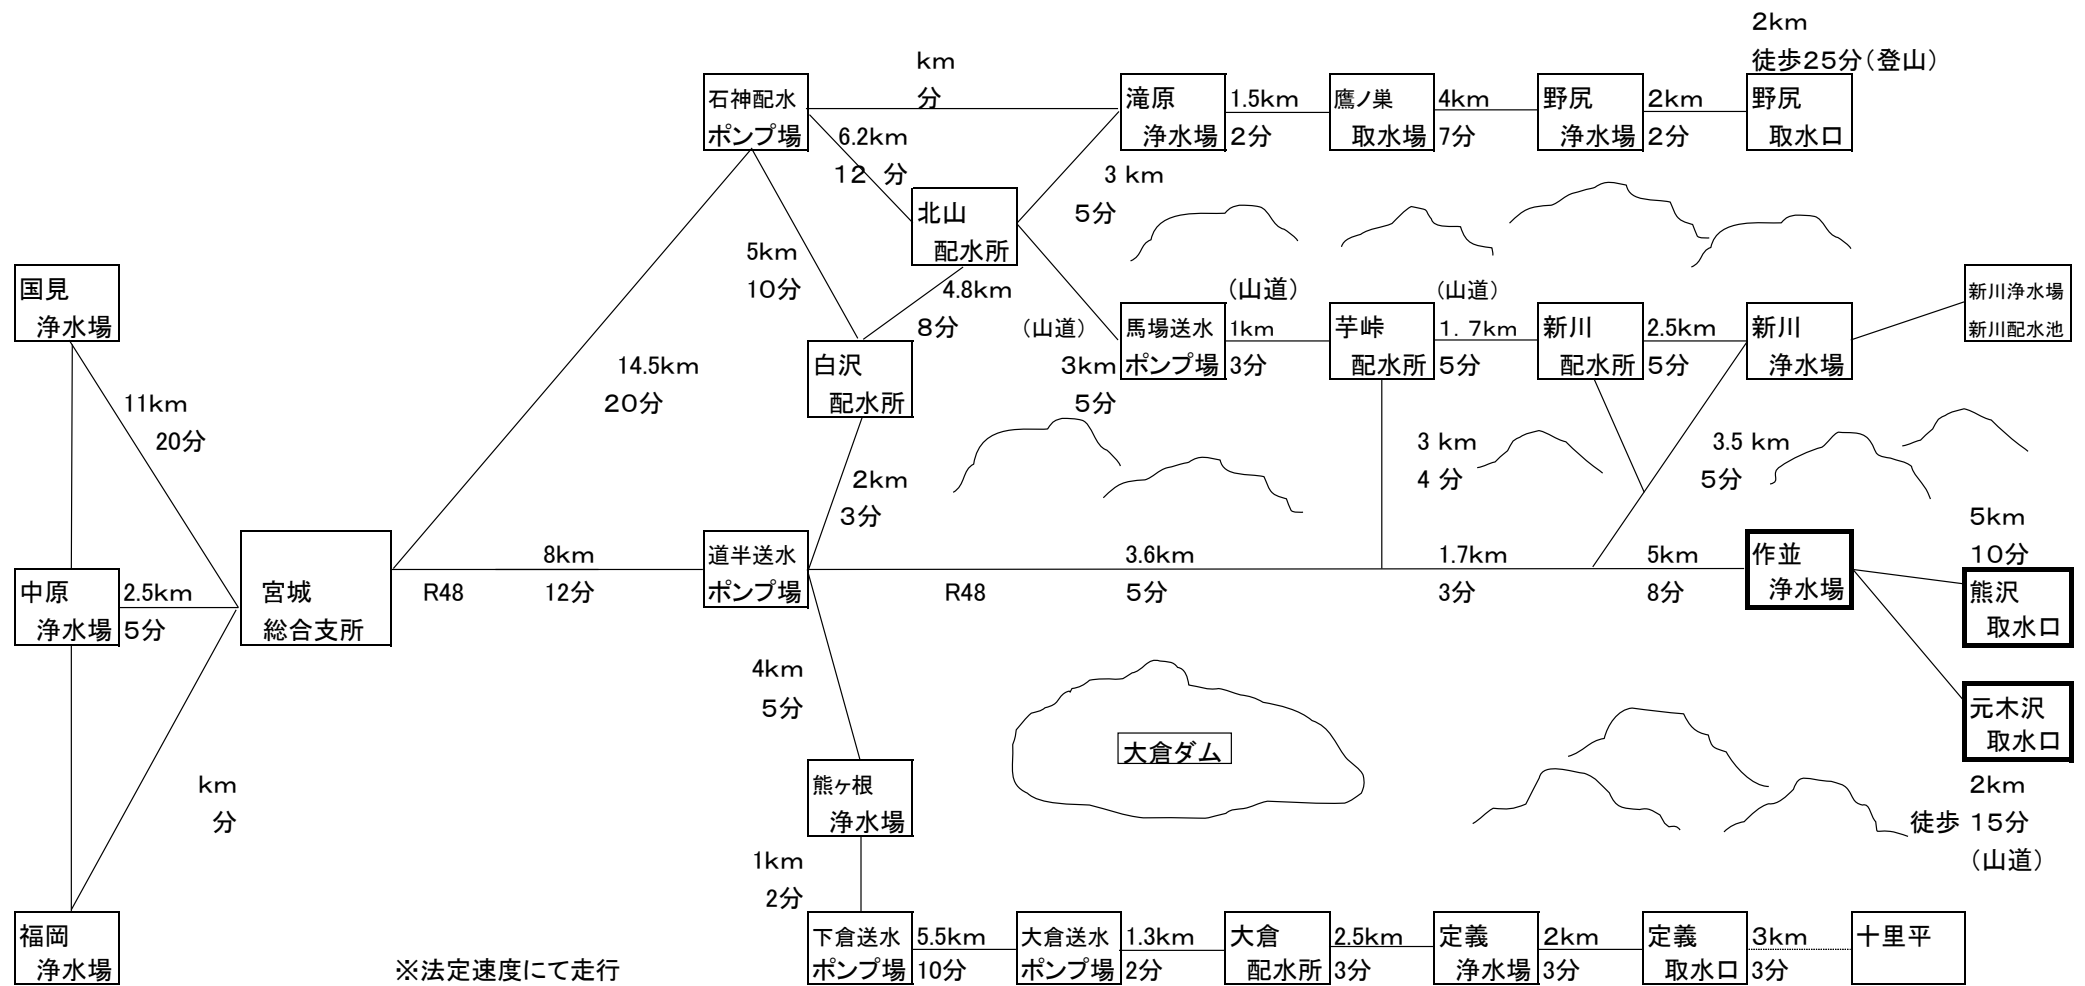 2km
徒歩25分(登山)
km
分
石神配水
ポンプ場
滝原
浄水場
1.5km
2分
鷹ノ巣
取水場
4km
7分
野尻
浄水場
2km
2分
野尻
取水口
6.2km
12 分
3 km
5分
北山
配水所
5km
10分
4.8km
8分
国見
浄水場
(山道)
3km
5分
馬場送水
ポンプ場
(山道)
1km
3分
芋峠
配水所
(山道)
1.7km
5分
新川
配水所
2.5km
5分
新川
浄水場
新川浄水場
新川配水池
14.5km
20分
白沢
配水所
11km
20分
2km
3分
3 km
4 分
3.5 km
5分
中原
浄水場
2.5km
5分
宮城
総合支所
R48
8km
12分
道半送水
ポンプ場
R48
3.6km
5分
1.7km
3分
5km
8分
作並
浄水場
5km
10分
熊沢
取水口
元木沢
取水口
2km
徒歩 15分
(山道)
4km
5分
大倉ダム
km
分
熊ヶ根
浄水場
1km
2分
福岡
浄水場
※法定速度にて走行
下倉送水
ポンプ場
5.5km
10分
大倉送水
ポンプ場
1.3km
2分
大倉
配水所
2.5km
3分
定義
浄水場
2km
3分
定義
取水口
3km
3分
十里平